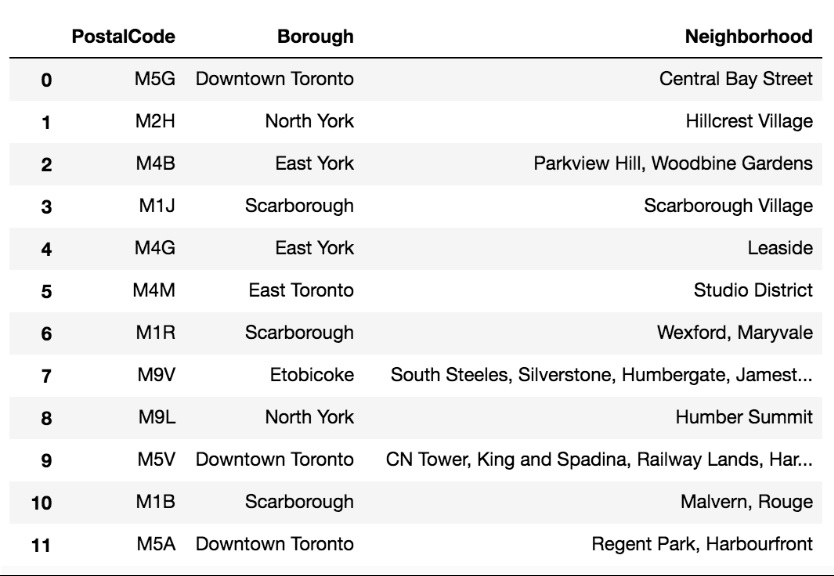 PostalCode Borough Neighborhood
0 M5G Downtown Toronto Central Bay Street
1 M2H North York Hillcrest Village
2 M4B East York Parkview Hill, Woodbine Gardens
3 M1J Scarborough Scarborough Village
4 M4G East York Leaside
5 M4M East Toronto Studio District
6 M1R Scarborough Wexford, Maryvale
7 M9V Etobicoke South Steeles, Silverstone, Humbergate, Jamest...
8 M9L North York Humber Summit
9 M5V Downtown Toronto CN Tower, King and Spadina, Railway Lands, Har...
10 M1B Scarborough Malvern, Rouge
11 M5A Downtown Toronto Regent Park, Harbourfront